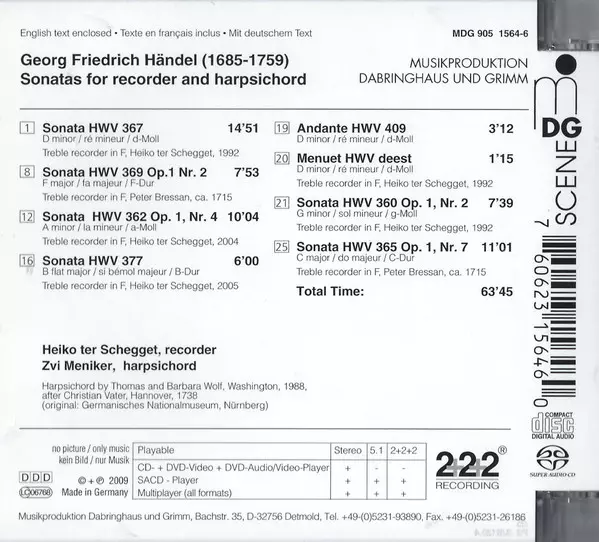 English text enclosed • Texte en français inclus • Mit deutschem Text
MDG 905 1564-6
Georg Friedrich Händel (1685-1759)
Sonatas for recorder and harpsichord
MUSIKPRODUKTION
DABRINGHAUS UND GRIMM
mDG
SCENE
1 Sonata HWV 367 14'51
D minor / ré mineur / d-Moll
Treble recorder in F, Heiko ter Schegget, 1992
8 Sonata HWV 369 Op.1 Nr. 2 7'53
F major / fa majeur / F-Dur
Treble recorder in F, Peter Bressan, ca. 1715
12 Sonata HWV 362 Op. 1, Nr. 4 10'04
A minor / la mineur / a-Moll
Treble recorder in F, Heiko ter Schegget, 2004
16 Sonata HWV 377 6'00
B flat major / si bémol majeur / B-Dur
Treble recorder in F, Heiko ter Schegget, 2005
19 Andante HWV 409 3'12
D minor / ré mineur / d-Moll
20 Menuet HWV deest 1'15
D minor / ré mineur / d-Moll
Treble recorder in F, Heiko ter Schegget, 1992
21 Sonata HWV 360 Op. 1, Nr. 2 7'39
G minor / sol mineur / g-Moll
Treble recorder in F, Heiko ter Schegget, 1992
25 Sonata HWV 365 Op. 1, Nr. 7 11'01
C major / do majeur / C-Dur
Treble recorder in F, Peter Bressan, ca. 1715
Total Time: 63'45
7 60623 15646 0
Heiko ter Schegget, recorder
Zvi Meniker, harpsichord
Harpsichord by Thomas and Barbara Wolf, Washington, 1988,
after Christian Vater, Hannover, 1738
(original: Germanisches Nationalmuseum, Nürnberg)
COMPACT
disc
DIGITAL AUDIO
SUPER AUDIO CD
no picture / only music
kein Bild / nur Musik
DDD
LC 06768
© + ℗ 2009
Made in Germany
Playable Stereo 5.1 2+2+2
CD- + DVD-Video + DVD-Audio/Video-Player + - -
SACD - Player + + +
Multiplayer (all formats) + + +
2+2+2®
RECORDING
Musikproduktion Dabringhaus und Grimm, Bachstr. 35, D-32756 Detmold, Tel. +49-(0)5231-93890, Fax. +49-(0)5231-26186